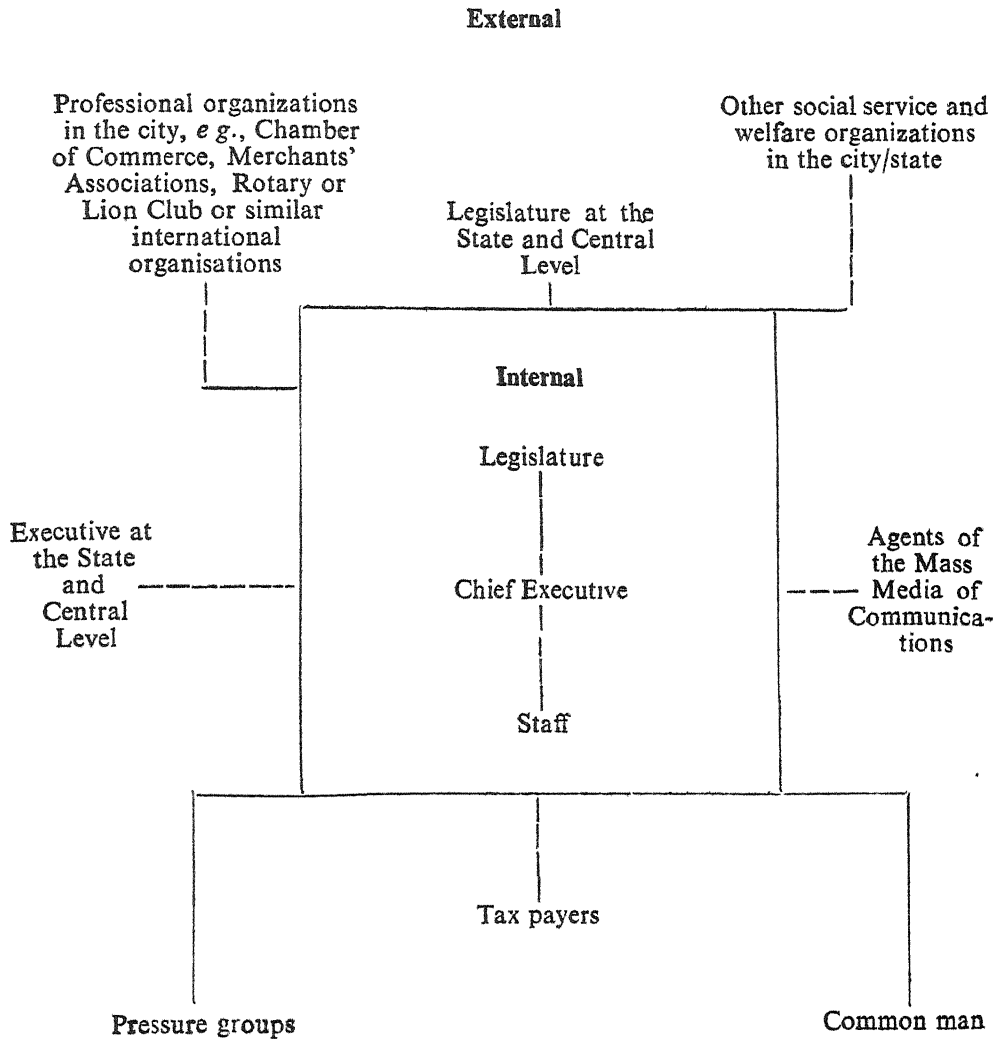 External
Professional organizations
in the city, e g., Chamber
of Commerce, Merchants'
Associations, Rotary or
Lion Club or similar
international
organisations
Other social service and
welfare organizations
in the city/state
Legislature at the
State and Central
Level
Internal
Legislature
Chief Executive
Staff
Executive at
the State
and
Central
Level
Agents of
the Mass
Media of
Communica-
tions
Tax payers
Pressure groups
Common man